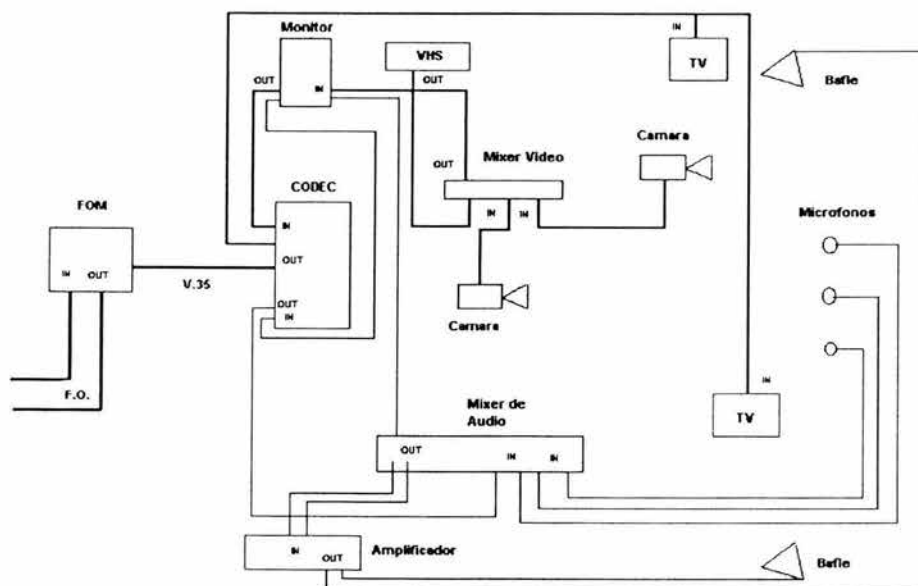 Monitor
VHS
IN
TV
Bafle
OUT
IN
OUT
Camara
OUT
Mixer Video
CODEC
FOM
IN
IN
IN
Microfonos
IN
OUT
OUT
V.35
OUT
IN
Camara
F.O.
IN
TV
Mixer de
Audio
OUT
IN
IN
IN
OUT
Amplificador
Bafle